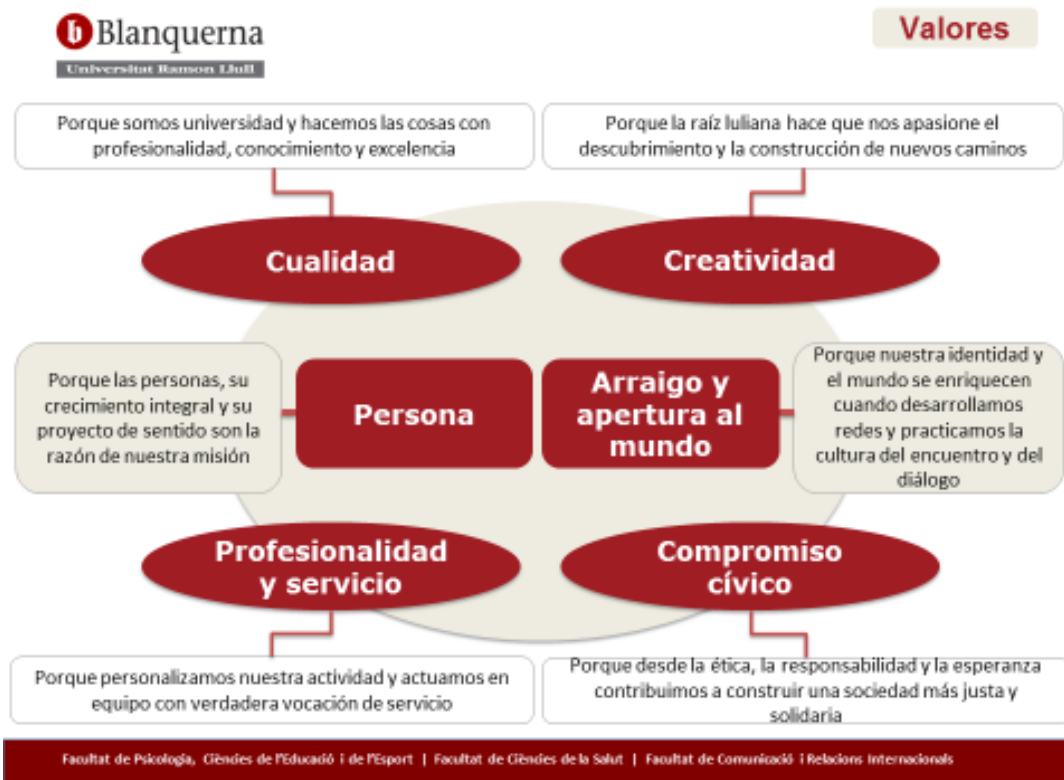 Blanquerna
Universitat Ramon Llull
Valores
Porque somos universidad y hacemos las cosas con
profesionalidad, conocimiento y excelencia
Porque la raíz luliana hace que nos apasione el
descubrimiento y la construcción de nuevos caminos
Cualidad
Creatividad
Porque las personas, su
crecimiento integral y su
proyecto de sentido son la
razón de nuestra misión
Persona
Arraigo y
apertura al
mundo
Porque nuestra identidad y
el mundo se enriquecen
cuando desarrollamos
redes y practicamos la
cultura del encuentro y del
diálogo
Profesionalidad
y servicio
Compromiso
cívico
Porque personalizamos nuestra actividad y actuamos en
equipo con verdadera vocación de servicio
Porque desde la ética, la responsabilidad y la esperanza
contribuimos a construir una sociedad más justa y
solidaria
Facultat de Psicologia, Ciències de l'Educació i de l'Esport | Facultat de Ciències de la Salut | Facultat de Comunicació i Relacions Internacionals